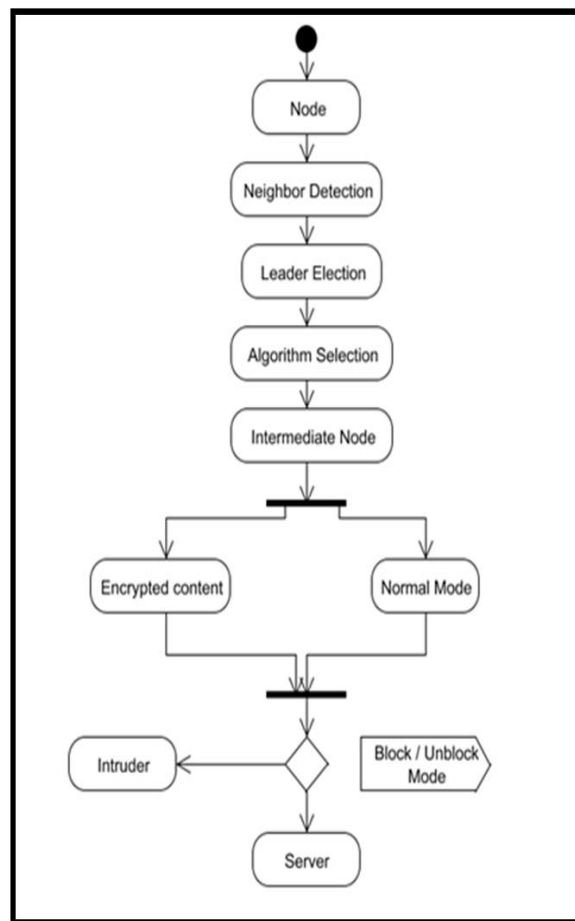 Node
Neighbor Detection
Leader Election
Algorithm Selection
Intermediate Node
Encrypted content
Normal Mode
Intruder
Block / Unblock
Mode
Server